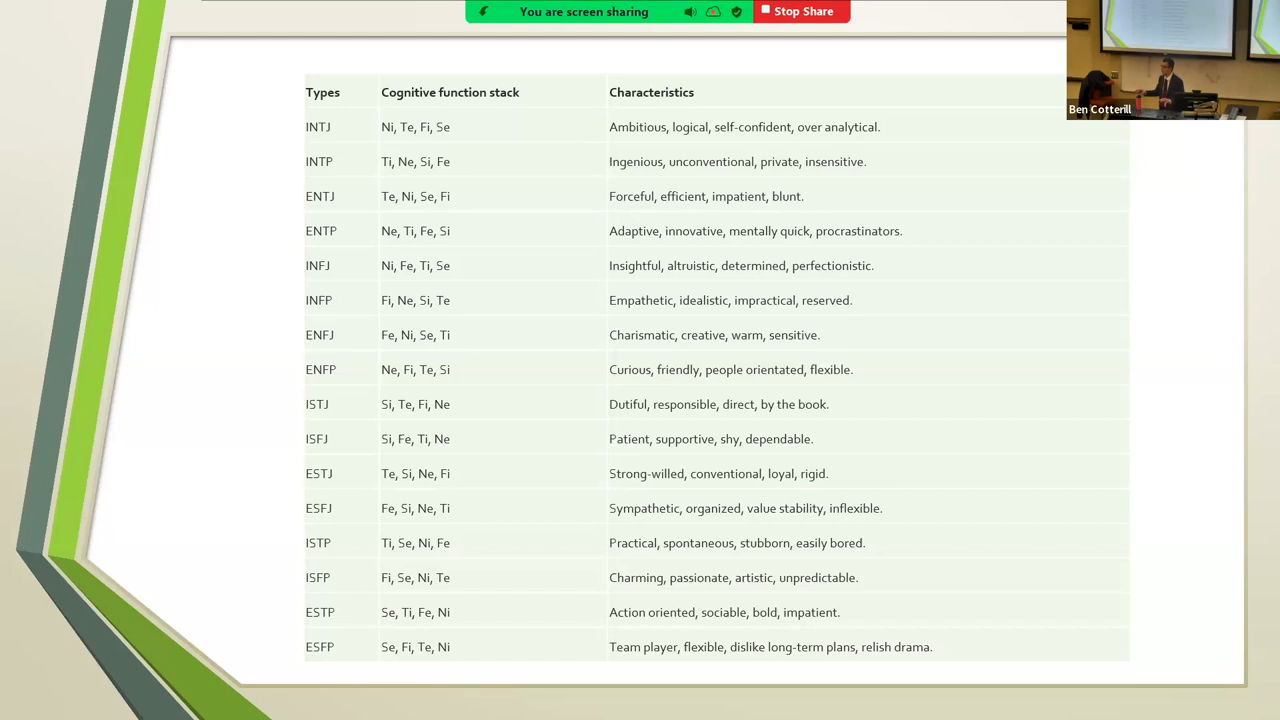 You are screen sharing
Stop Share
Ben Cotterill
Types Cognitive function stack Characteristics
INTJ Ni, Te, Fi, Se Ambitious, logical, self-confident, over analytical.
INTP Ti, Ne, Si, Fe Ingenious, unconventional, private, insensitive.
ENTJ Te, Ni, Se, Fi Forceful, efficient, impatient, blunt.
ENTP Ne, Ti, Fe, Si Adaptive, innovative, mentally quick, procrastinators.
INFJ Ni, Fe, Ti, Se Insightful, altruistic, determined, perfectionistic.
INFP Fi, Ne, Si, Te Empathetic, idealistic, impractical, reserved.
ENFJ Fe, Ni, Se, Ti Charismatic, creative, warm, sensitive.
ENFP Ne, Fi, Te, Si Curious, friendly, people orientated, flexible.
ISTJ Si, Te, Fi, Ne Dutiful, responsible, direct, by the book.
ISFJ Si, Fe, Ti, Ne Patient, supportive, shy, dependable.
ESTJ Te, Si, Ne, Fi Strong-willed, conventional, loyal, rigid.
ESFJ Fe, Si, Ne, Ti Sympathetic, organized, value stability, inflexible.
ISTP Ti, Se, Ni, Fe Practical, spontaneous, stubborn, easily bored.
ISFP Fi, Se, Ni, Te Charming, passionate, artistic, unpredictable.
ESTP Se, Ti, Fe, Ni Action oriented, sociable, bold, impatient.
ESFP Se, Fi, Te, Ni Team player, flexible, dislike long-term plans, relish drama.